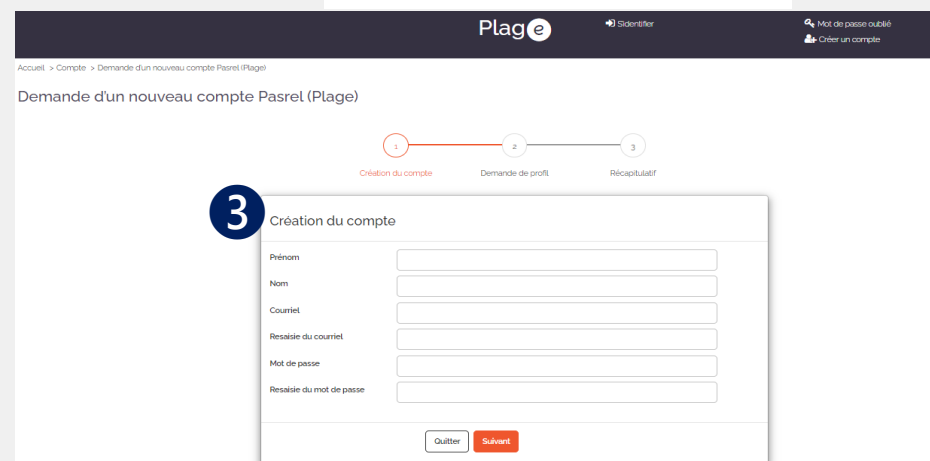 Plage
S'identifier
Mot de passe oublié
Créer un compte
Accueil > Compte > Demande d'un nouveau compte Pasrel (Plage)
Demande d'un nouveau compte Pasrel (Plage)
1 2 3
Création du compte Demande de profil Récapitulatif
3
Création du compte
Prénom
Nom
Courriel
Resaisie du courriel
Mot de passe
Resaisie du mot de passe
Quitter Suivant